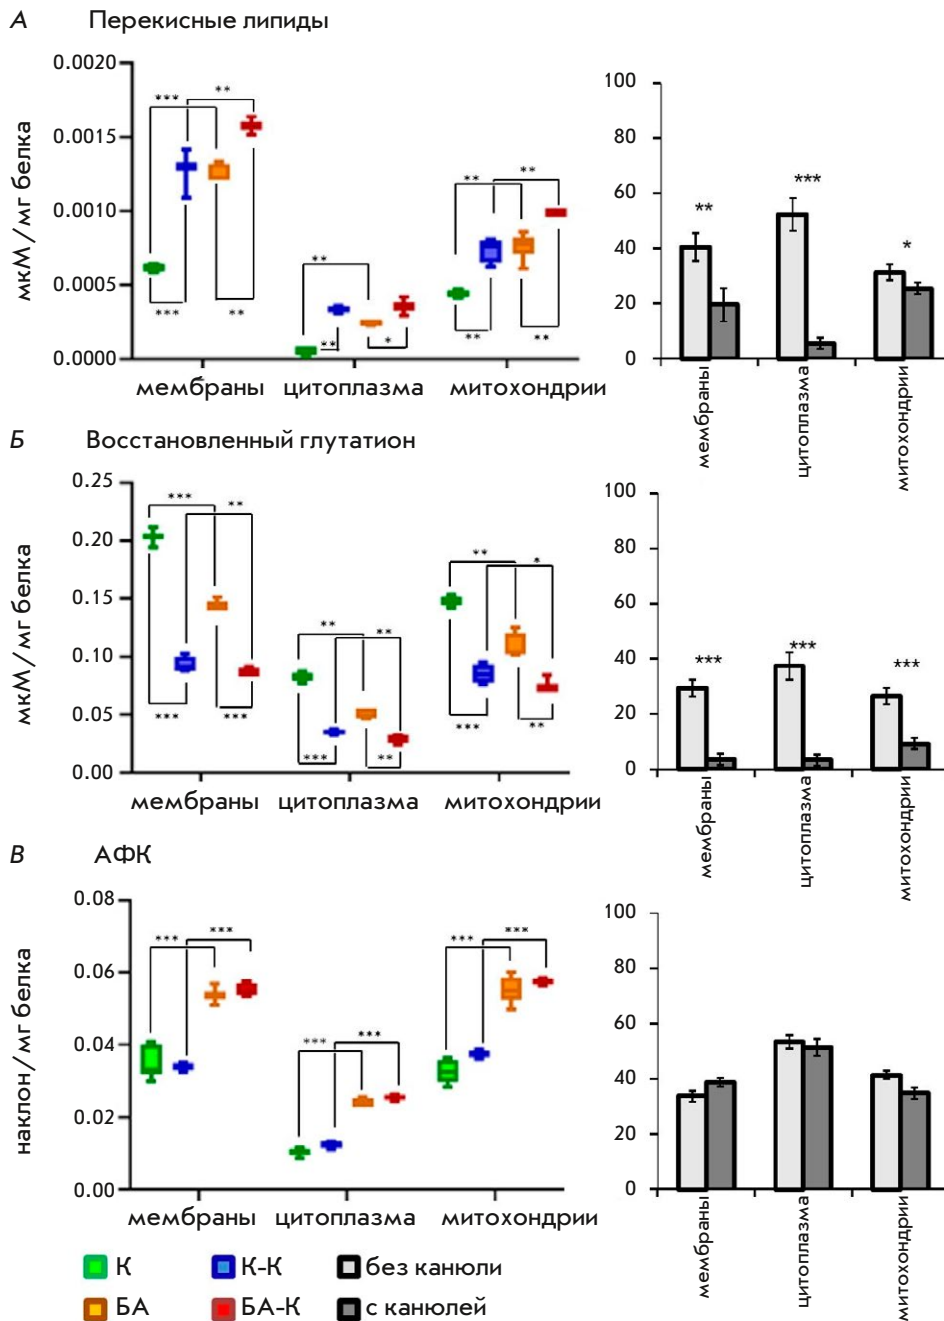 А Перекисные липиды
мкМ/мг белка
0.0020
0.0015
0.0010
0.0005
0.0000
*** ** *** **
** ** *
** ** ** **
мембраны цитоплазма митохондрии
100
80
60
40
20
0
** *** *
мембраны
цитоплазма
митохондрии
Б Восстановленный глутатион
мкМ/мг белка
0.25
0.20
0.15
0.10
0.05
0.00
*** ** *** ***
** ** *** **
** * *** **
мембраны цитоплазма митохондрии
100
80
60
40
20
0
*** *** ***
мембраны
цитоплазма
митохондрии
В АФК
наклон/мг белка
0.08
0.06
0.04
0.02
0.00
*** ***
*** ***
*** ***
мембраны цитоплазма митохондрии
100
80
60
40
20
0
мембраны
цитоплазма
митохондрии
К К-К без канюли
БА БА-К с канюлей